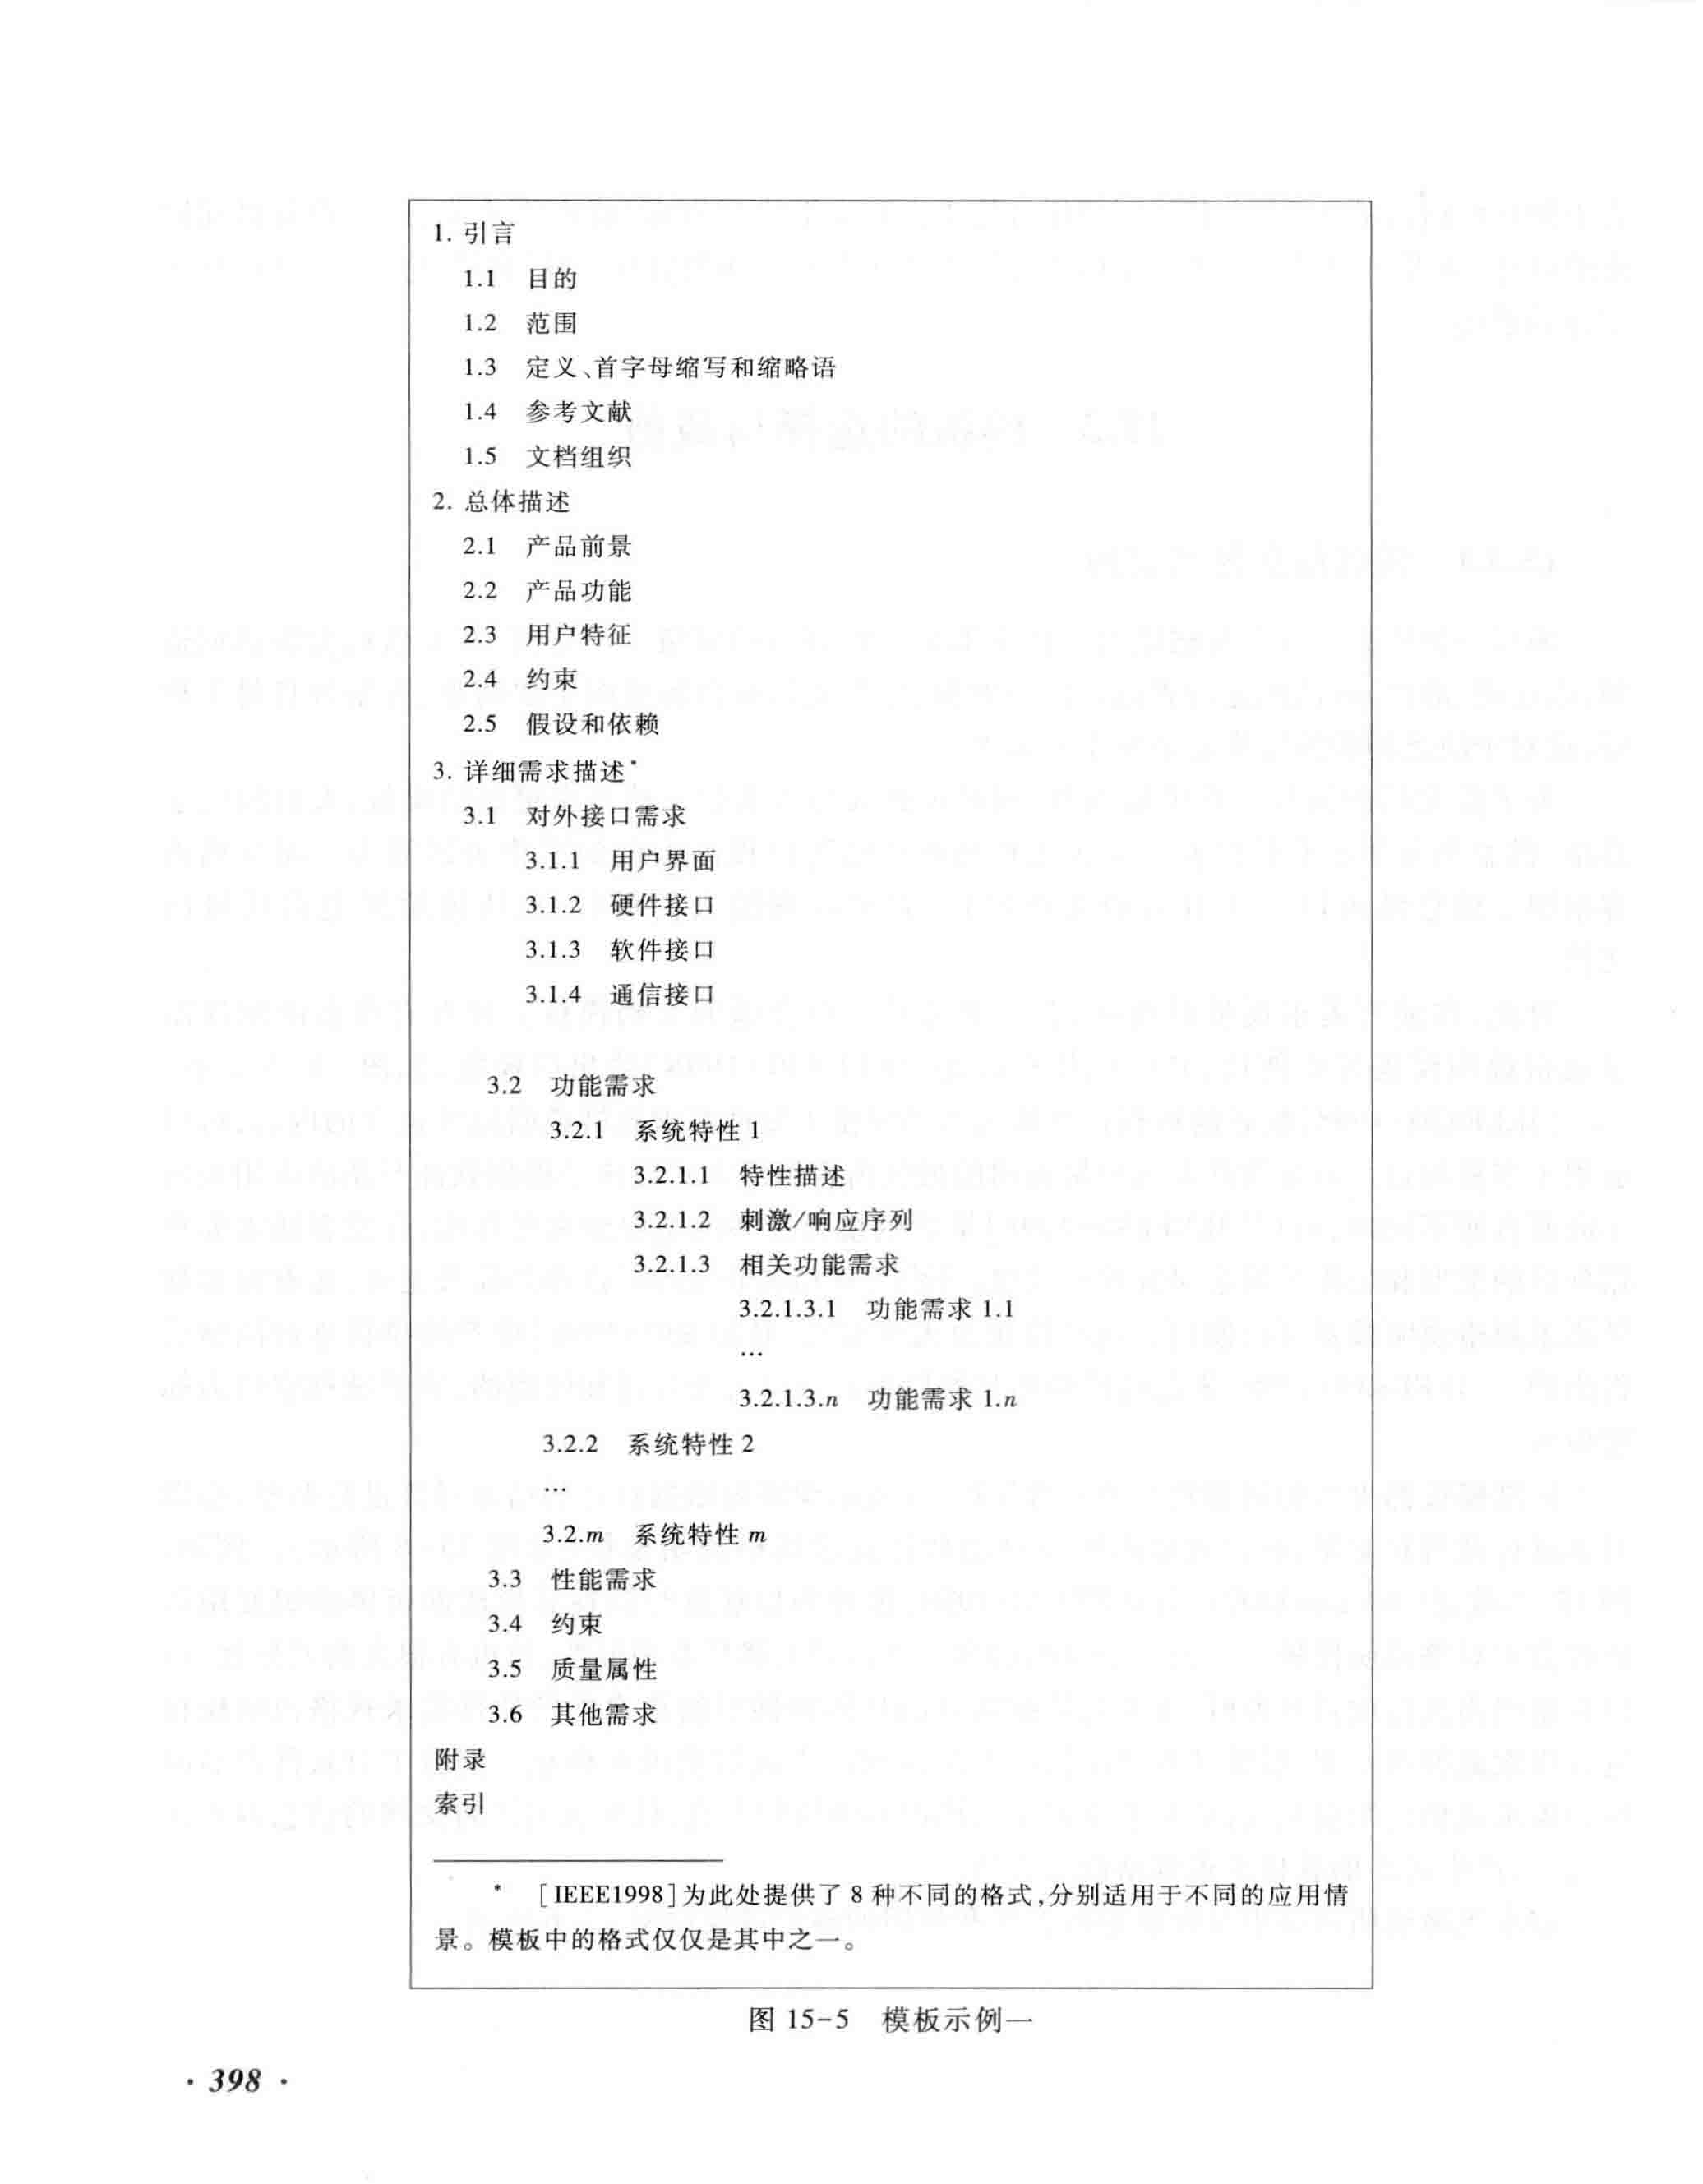 1. 引言
1.1 目的
1.2 范围
1.3 定义、首字母缩写和缩略语
1.4 参考文献
1.5 文档组织
2. 总体描述
2.1 产品前景
2.2 产品功能
2.3 用户特征
2.4 约束
2.5 假设和依赖
3. 详细需求描述*
3.1 对外接口需求
3.1.1 用户界面
3.1.2 硬件接口
3.1.3 软件接口
3.1.4 通信接口
3.2 功能需求
3.2.1 系统特性 1
3.2.1.1 特性描述
3.2.1.2 刺激/响应序列
3.2.1.3 相关功能需求
3.2.1.3.1 功能需求 1.1
…
3.2.1.3.n 功能需求 1.n
3.2.2 系统特性 2
…
3.2.m 系统特性 m
3.3 性能需求
3.4 约束
3.5 质量属性
3.6 其他需求
附录
索引
* [IEEE1998]为此处提供了 8 种不同的格式,分别适用于不同的应用情
景。模板中的格式仅仅是其中之一。
图 15-5 模板示例一
· 398 ·